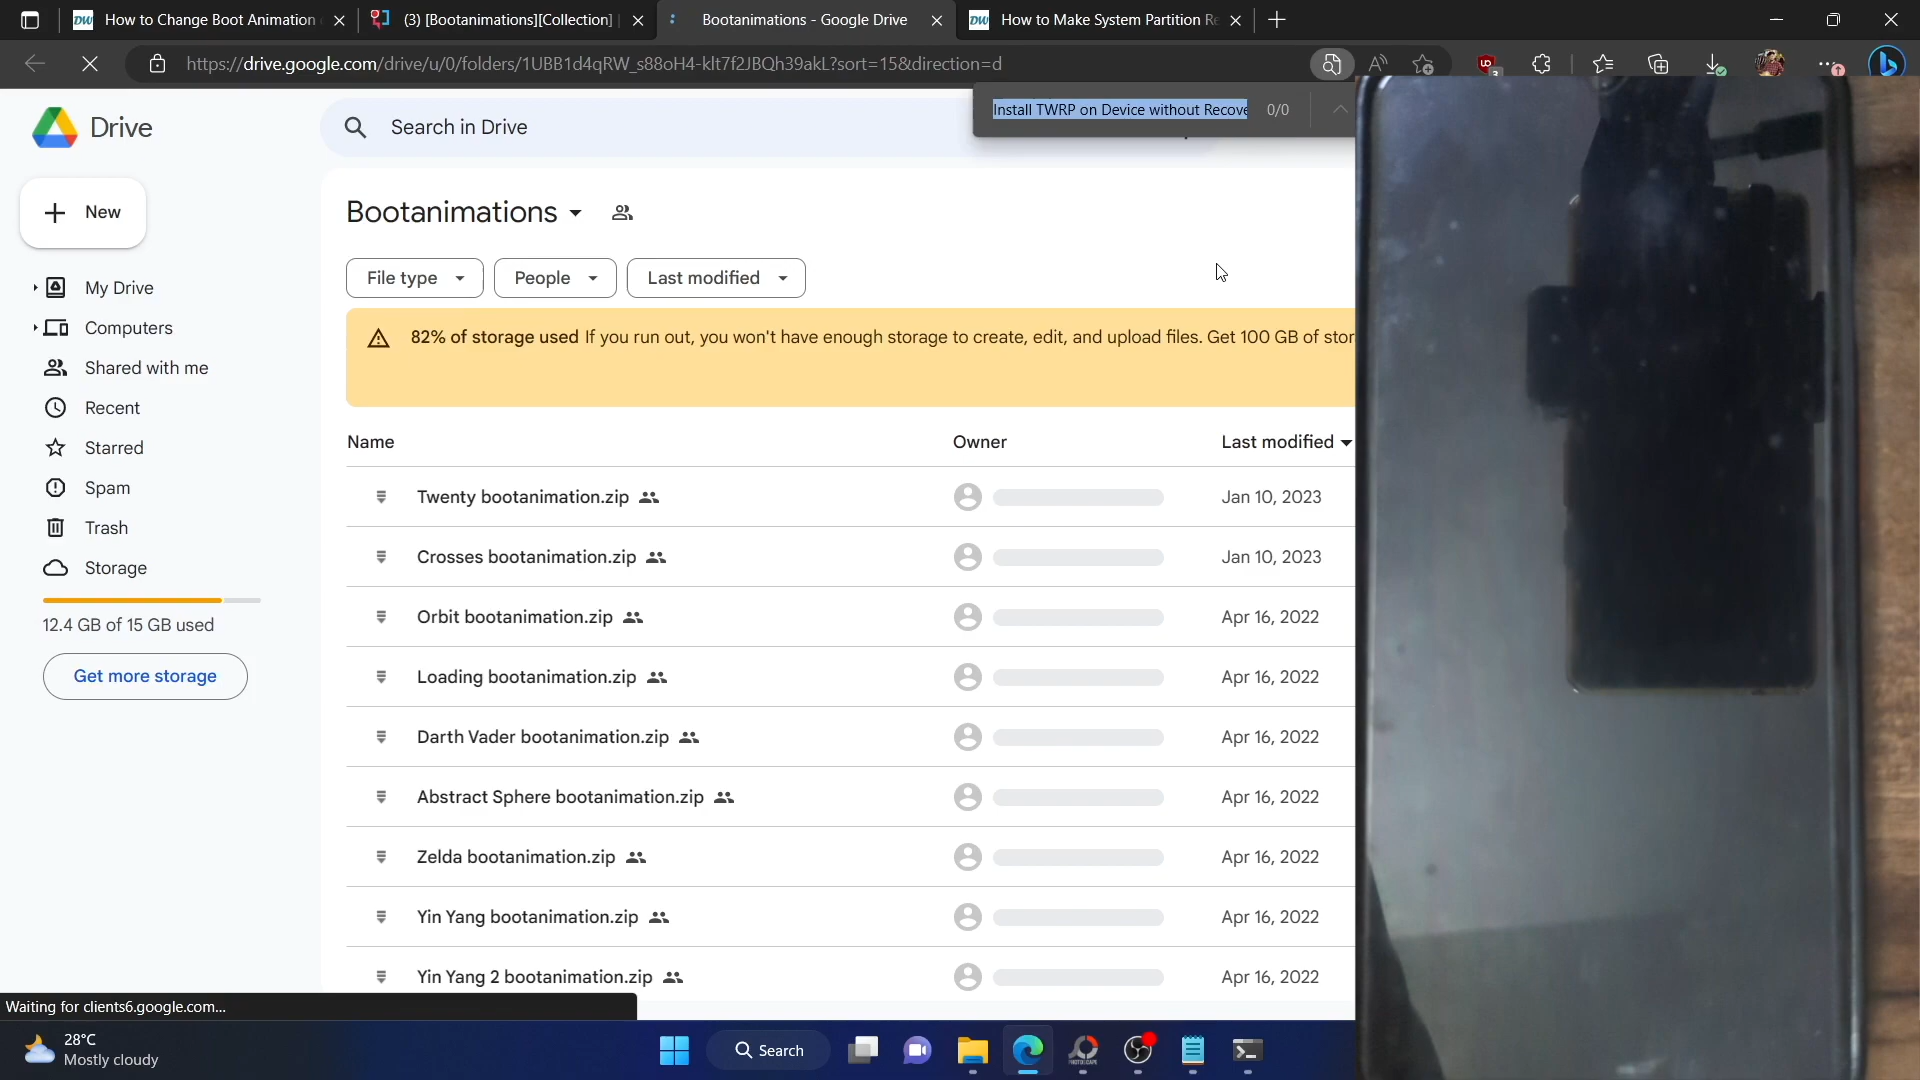 How to Change Boot Animation
(3) [Bootanimations][Collection]
Bootanimations - Google Drive
How to Make System Partition Re
https://drive.google.com/drive/u/0/folders/1UBB1d4qRW_s88oH4-klt7f2JBQh39akL?sort=15&direction=d
Install TWRP on Device without Recove 0/0
Drive
Search in Drive
New
Bootanimations
File type
People
Last modified
My Drive
Computers
Shared with me
Recent
Starred
Spam
Trash
Storage
12.4 GB of 15 GB used
Get more storage
82% of storage used If you run out, you won't have enough storage to create, edit, and upload files. Get 100 GB of stor
Name Owner Last modified
Twenty bootanimation.zip Jan 10, 2023
Crosses bootanimation.zip Jan 10, 2023
Orbit bootanimation.zip Apr 16, 2022
Loading bootanimation.zip Apr 16, 2022
Darth Vader bootanimation.zip Apr 16, 2022
Abstract Sphere bootanimation.zip Apr 16, 2022
Zelda bootanimation.zip Apr 16, 2022
Yin Yang bootanimation.zip Apr 16, 2022
Yin Yang 2 bootanimation.zip Apr 16, 2022
Waiting for clients6.google.com...
28°C
Mostly cloudy
Search